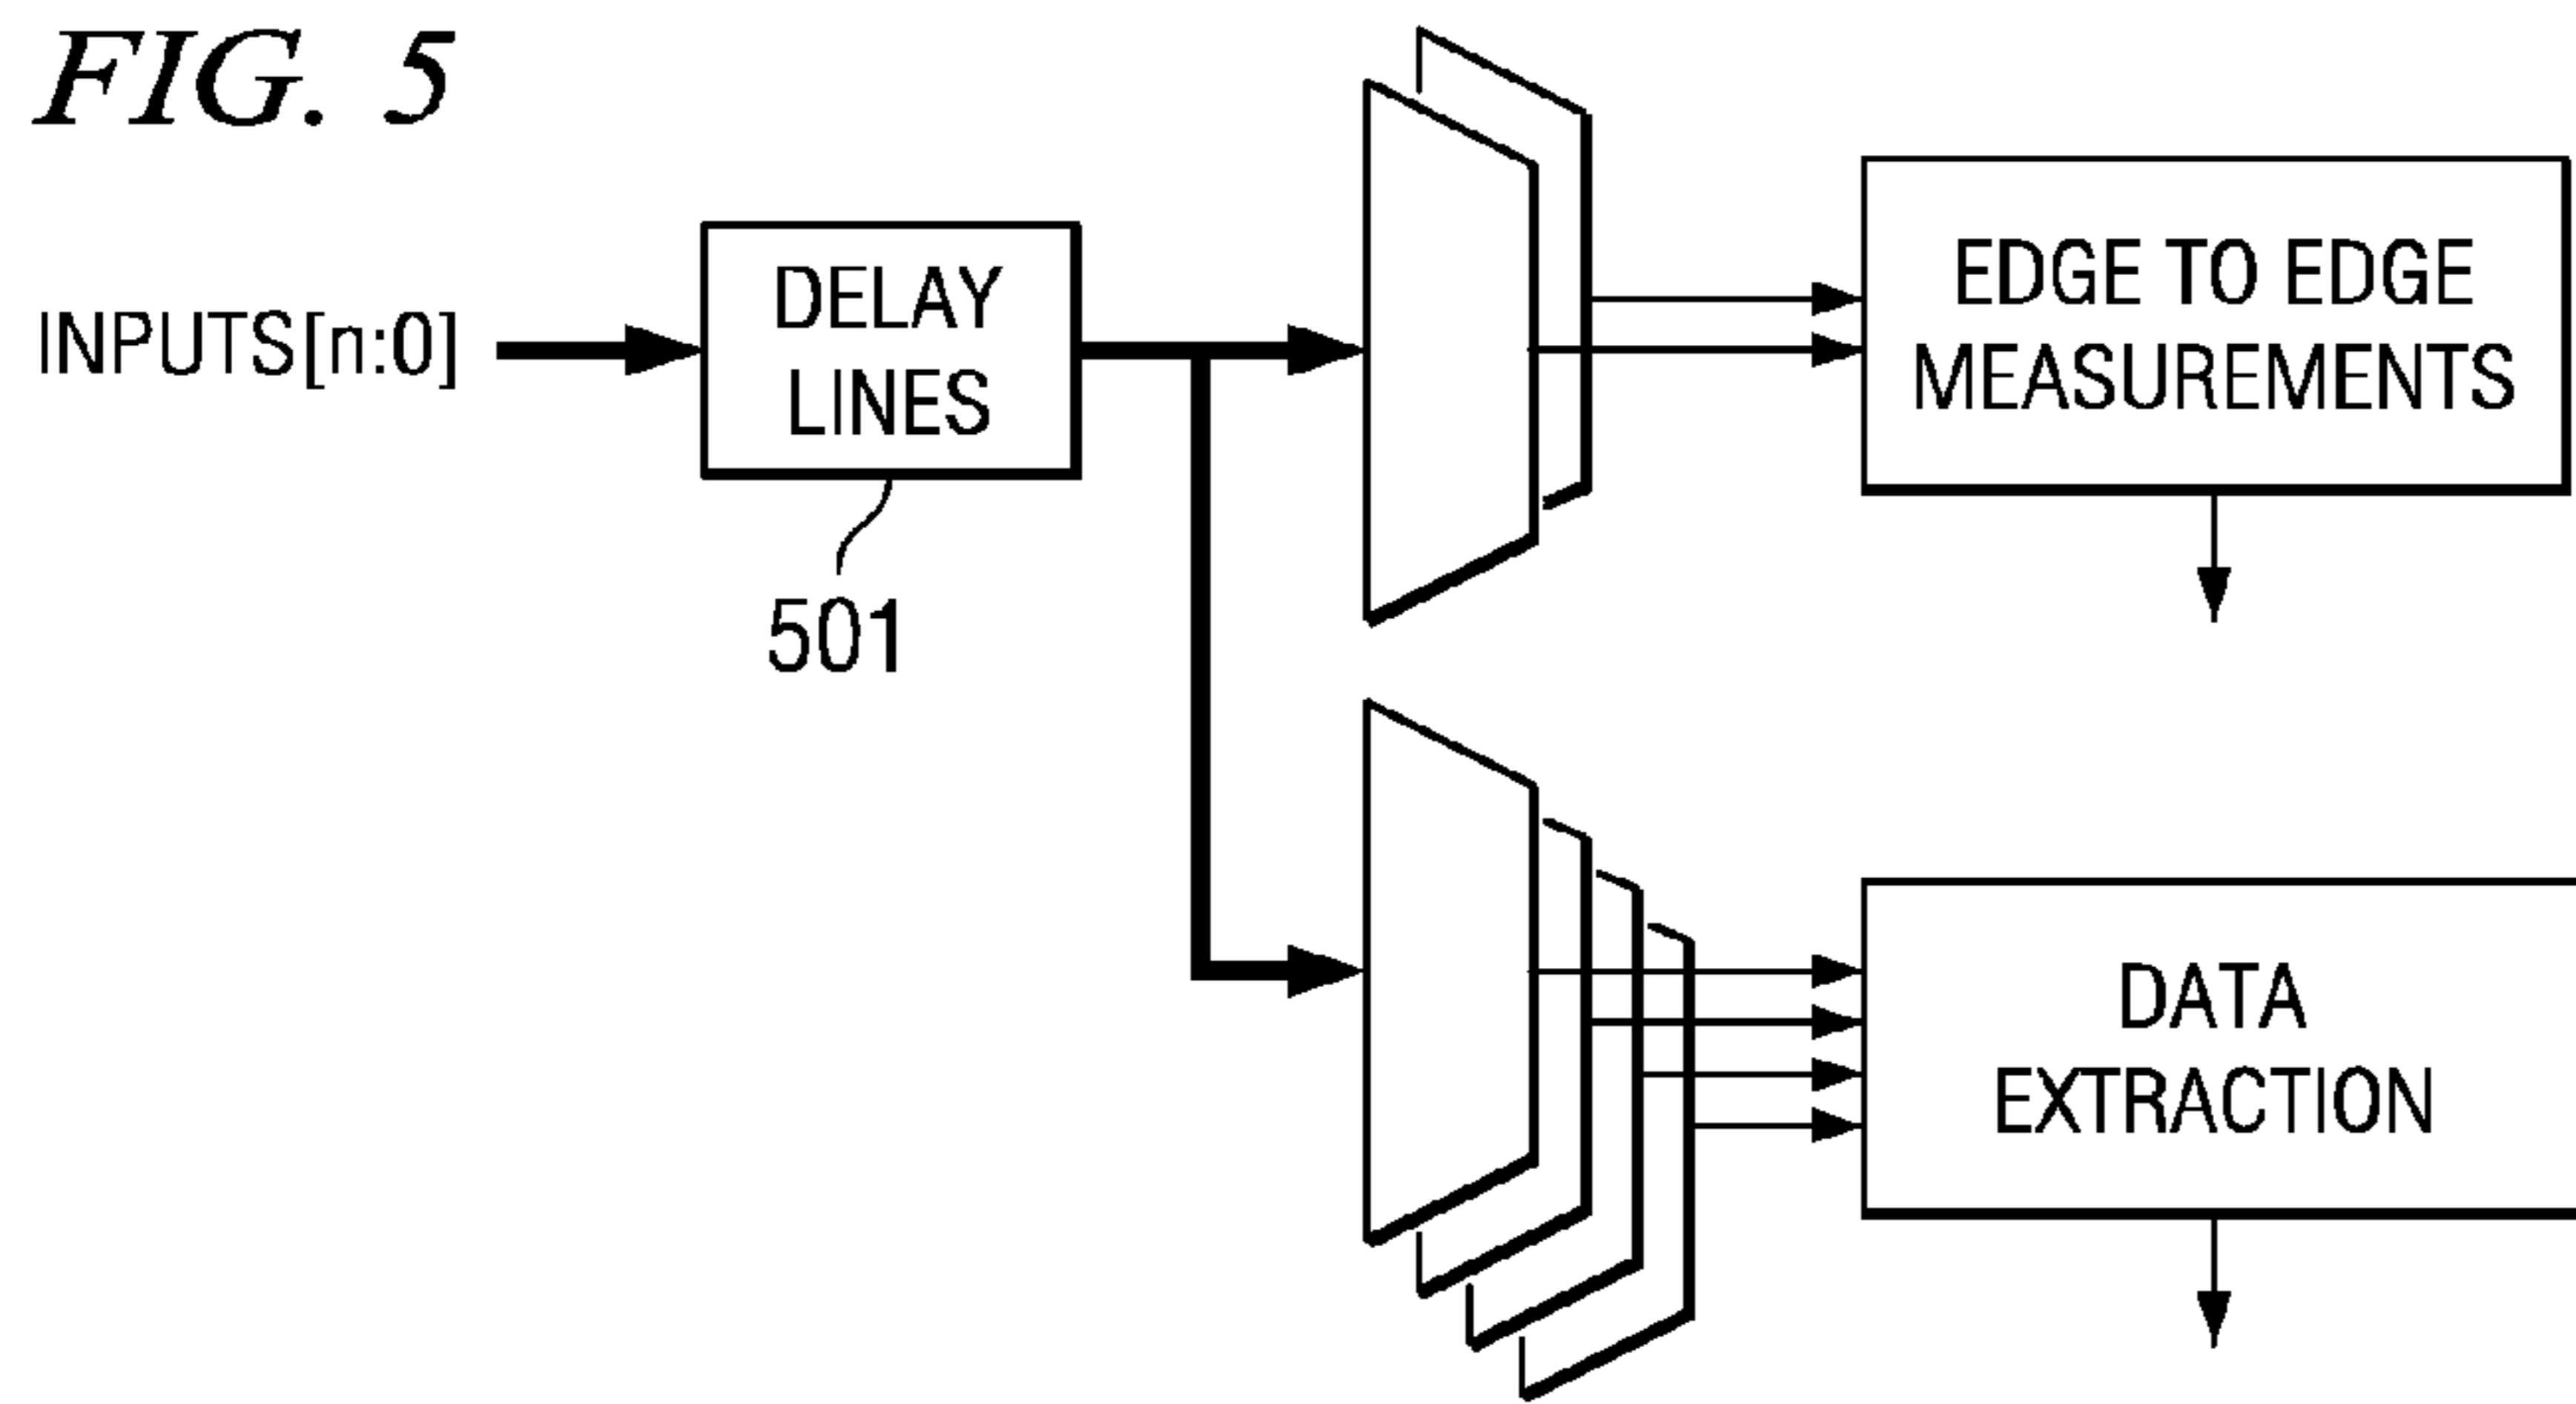 FIG. 5
INPUTS[n:0]
DELAY
LINES
501
EDGE TO EDGE
MEASUREMENTS
DATA
EXTRACTION